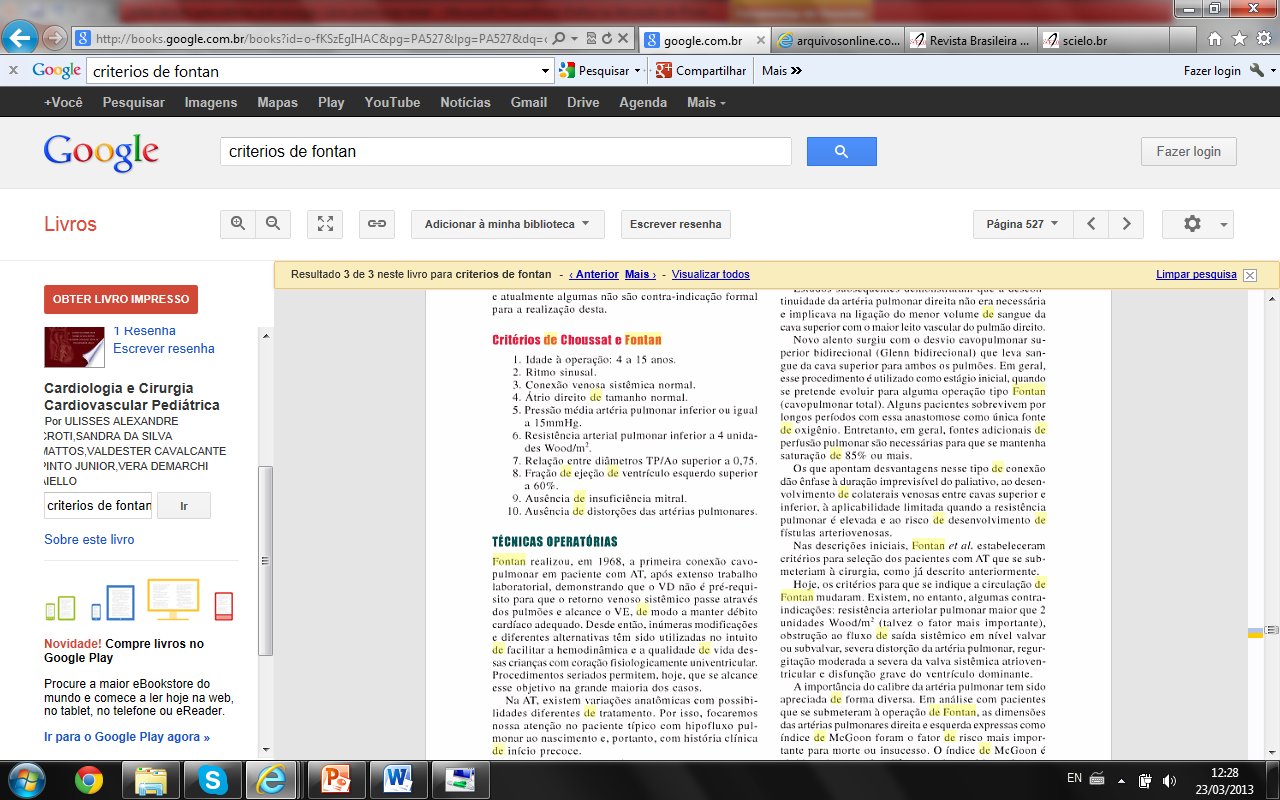 http://books.google.com.br/books?id=o-fKSzEgIHAC&pg=PA527&lpg=PA527&dq=
google.com.br
arquivosonline.co...
Revista Brasileira ...
scielo.br
x Google criterios de fontan Pesquisar Compartilhar Mais » Fazer login
+Você Pesquisar Imagens Mapas Play YouTube Notícias Gmail Drive Agenda Mais
Google criterios de fontan Fazer login
Livros Adicionar à minha biblioteca Escrever resenha Página 527
Resultado 3 de 3 neste livro para criterios de fontan - ‹ Anterior Mais › - Visualizar todos Limpar pesquisa
OBTER LIVRO IMPRESSO
1 Resenha
Escrever resenha
Cardiologia e Cirurgia
Cardiovascular Pediátrica
Por ULISSES ALEXANDRE
CROTI,SANDRA DA SILVA
MATTOS,VALDESTER CAVALCANTE
PINTO JUNIOR,VERA DEMARCHI
AIELLO
criterios de fontan Ir
Sobre este livro
Novidade! Compre livros no
Google Play
Procure a maior eBookstore do
mundo e comece a ler hoje na web,
no tablet, no telefone ou eReader.
Ir para o Google Play agora »
e atualmente algumas não são contra-indicação formal
para a realização desta.
Critérios de Choussat e Fontan
1. Idade à operação: 4 a 15 anos.
2. Ritmo sinusal.
3. Conexão venosa sistêmica normal.
4. Átrio direito de tamanho normal.
5. Pressão média artéria pulmonar inferior ou igual
a 15mmHg.
6. Resistência arterial pulmonar inferior a 4 unida-
des Wood/m².
7. Relação entre diâmetros TP/Ao superior a 0,75.
8. Fração de ejeção de ventrículo esquerdo superior
a 60%.
9. Ausência de insuficiência mitral.
10. Ausência de distorções das artérias pulmonares.
TÉCNICAS OPERATÓRIAS
Fontan realizou, em 1968, a primeira conexão cavo-
pulmonar em paciente com AT, após extenso trabalho
laboratorial, demonstrando que o VD não é pré-requi-
sito para que o retorno venoso sistêmico passe através
dos pulmões e alcance o VE, de modo a manter débito
cardíaco adequado. Desde então, inúmeras modificações
e diferentes alternativas têm sido utilizadas no intuito
de facilitar a hemodinâmica e a qualidade de vida des-
sas crianças com coração fisiologicamente univentricular.
Procedimentos seriados permitem, hoje, que se alcance
esse objetivo na grande maioria dos casos.
Na AT, existem variações anatômicas com possibi-
lidades diferentes de tratamento. Por isso, focaremos
nossa atenção no paciente típico com hipofluxo pul-
monar ao nascimento e, portanto, com história clínica
de início precoce.
Estudos subsequentes demonstraram que a descon-
tinuidade da artéria pulmonar direita não era necessária
e implicava na ligação do menor volume de sangue da
cava superior com o maior leito vascular do pulmão direito.
Novo alento surgiu com o desvio cavopulmonar su-
perior bidirecional (Glenn bidirecional) que leva san-
gue da cava superior para ambos os pulmões. Em geral,
esse procedimento é utilizado como estágio inicial, quando
se pretende evoluir para alguma operação tipo Fontan
(cavopulmonar total). Alguns pacientes sobrevivem por
longos períodos com essa anastomose como única fonte
de oxigênio. Entretanto, em geral, fontes adicionais de
perfusão pulmonar são necessárias para que se mantenha
saturação de 85% ou mais.
Os que apontam desvantagens nesse tipo de conexão
dão ênfase à duração imprevisível do paliativo, ao desen-
volvimento de colaterais venosas entre cavas superior e
inferior, à aplicabilidade limitada quando a resistência
pulmonar é elevada e ao risco de desenvolvimento de
fístulas arteriovenosas.
Nas descrições iniciais, Fontan et al. estabeleceram
critérios para seleção dos pacientes com AT que se sub-
meteriam à cirurgia, como já descrito anteriormente.
Hoje, os critérios para que se indique a circulação de
Fontan mudaram. Existem, no entanto, algumas contra-
indicações: resistência arteriolar pulmonar maior que 2
unidades Wood/m² (talvez o fator mais importante),
obstrução ao fluxo de saída sistêmico em nível valvar
ou subvalvar, severa distorção da artéria pulmonar, regur-
gitação moderada a severa da valva sistêmica atrioven-
tricular e disfunção grave do ventrículo dominante.
A importância do calibre da artéria pulmonar tem sido
apreciada de forma diversa. Em análise com pacientes
que se submeteram à operação de Fontan, as dimensões
das artérias pulmonares direita e esquerda expressas como
índice de McGoon foram o fator de risco mais impor-
tante para morte ou insucesso. O índice de McGoon é
EN 12:28
23/03/2013